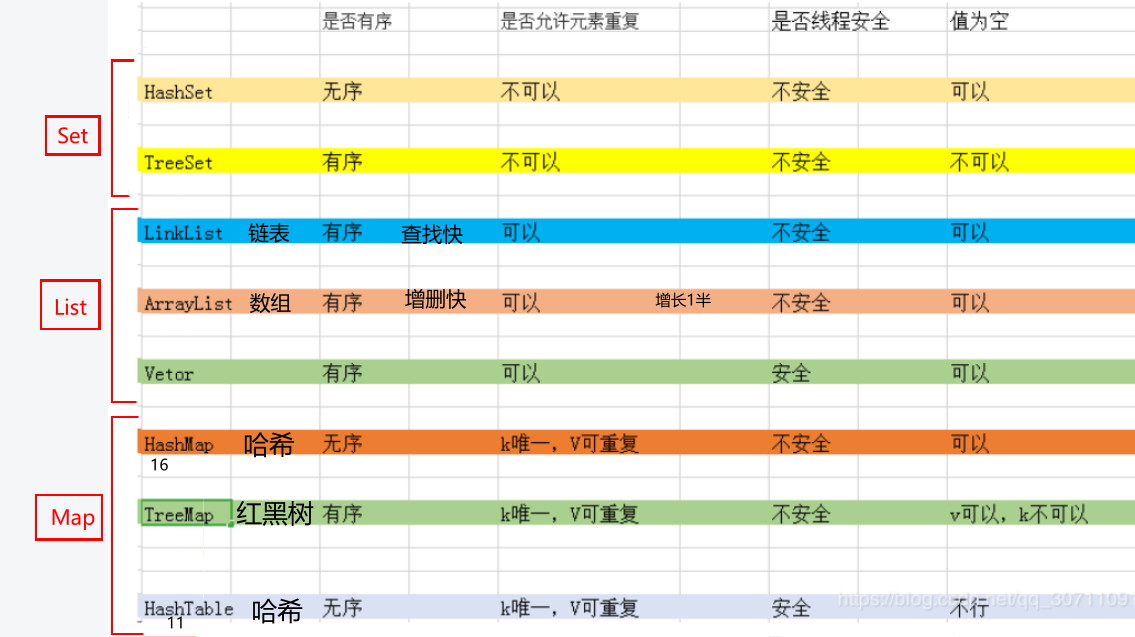 是否有序 是否允许元素重复 是否线程安全 值为空
HashSet 无序 不可以 不安全 可以
Set
TreeSet 有序 不可以 不安全 不可以
LinkList 链表 有序 查找快 可以 不安全 可以
List
ArrayList 数组 有序 增删快 可以 增长1半 不安全 可以
Vetor 有序 可以 安全 可以
HashMap 哈希 无序 k唯一，V可重复 不安全 可以
16
Map
TreeMap 红黑树 有序 k唯一，V可重复 不安全 v可以，k不可以
HashTable 哈希 无序 k唯一，V可重复 安全 不行
11
https://blog.csdn.net/qq_3071109